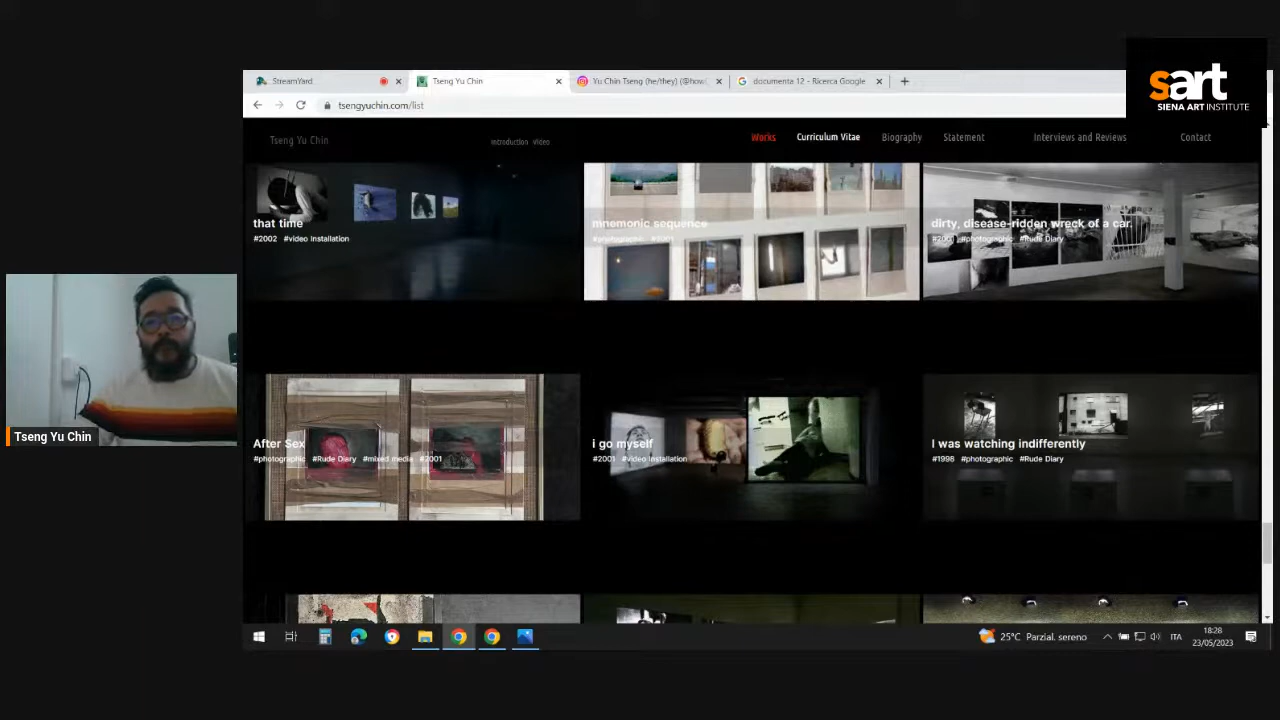 sart
SIENA ART INSTITUTE
StreamYard
Tseng Yu Chin
Yu Chin Tseng (he/they) (@how
documenta 12 - Ricerca Google
tsengyuchin.com/list
Tseng Yu Chin
Introduction Video
Works
Curriculum Vitae
Biography
Statement
Interviews and Reviews
Contact
that time
#2002 #video Installation
mnemonic sequence
dirty, disease-ridden wreck of a car.
#photographic #Rude Diary
After Sex
#photographic #Rude Diary #mixed media #2001
i go myself
#2001 #video Installation
I was watching indifferently
#1998 #photographic #Rude Diary
Tseng Yu Chin
25°C Parzial. sereno
ITA
18:28
23/05/2023